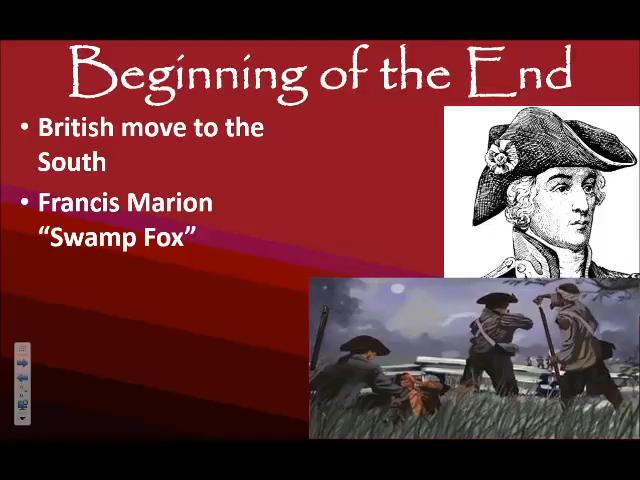 Beginning of the End
• British move to the
South
• Francis Marion
“Swamp Fox”